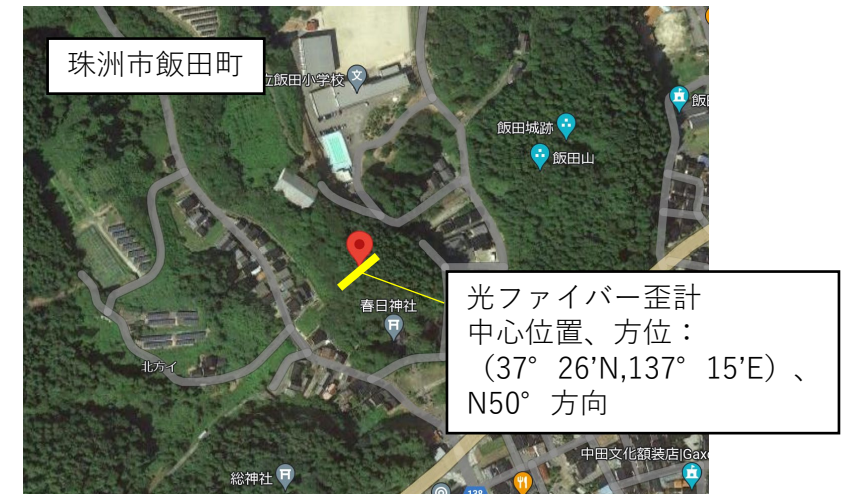 珠洲市飯田町
立飯田小学校
文
飯田城跡
飯田山
光ファイバー歪計
中心位置、方位：
（37°26’N,137°15’E）、
N50°方向
春日神社
北方イ
総神社
中田文化額装店|Gax
138